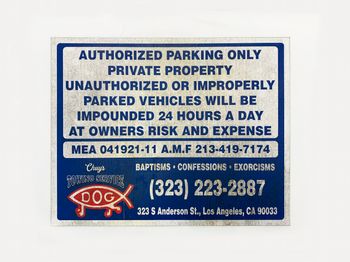 AUTHORIZED PARKING ONLY
PRIVATE PROPERTY
UNAUTHORIZED OR IMPROPERLY
PARKED VEHICLES WILL BE
IMPOUNDED 24 HOURS A DAY
AT OWNERS RISK AND EXPENSE
MEA 041921-11 A.M.F 213-419-7174
Chuy's
TOWING SERVICE
DOG
BAPTISMS • CONFESSIONS • EXORCISMS
(323) 223-2887
323 S Anderson St., Los Angeles, CA 90033